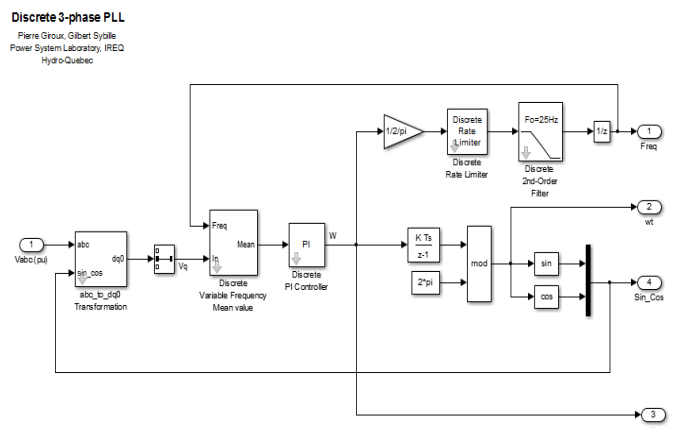 Discrete 3-phase PLL
Pierre Giroux, Gilbert Sybille
Power System Laboratory, IREQ
Hydro-Quebec
1/2/pi
Discrete
Rate
Limiter
Discrete
Rate Limiter
Fo=25Hz
Discrete
2nd-Order
Filter
1/z
1
Freq
2
wt
1
Vabc(pu)
abc
sin_cos
dq0
abc_to_dq0
Transformation
Vq
Freq
In
Mean
Discrete
Variable Frequency
Mean value
PI
Discrete
PI Controller
W
K Ts
z-1
2*pi
mod
sin
cos
4
Sin_Cos
3